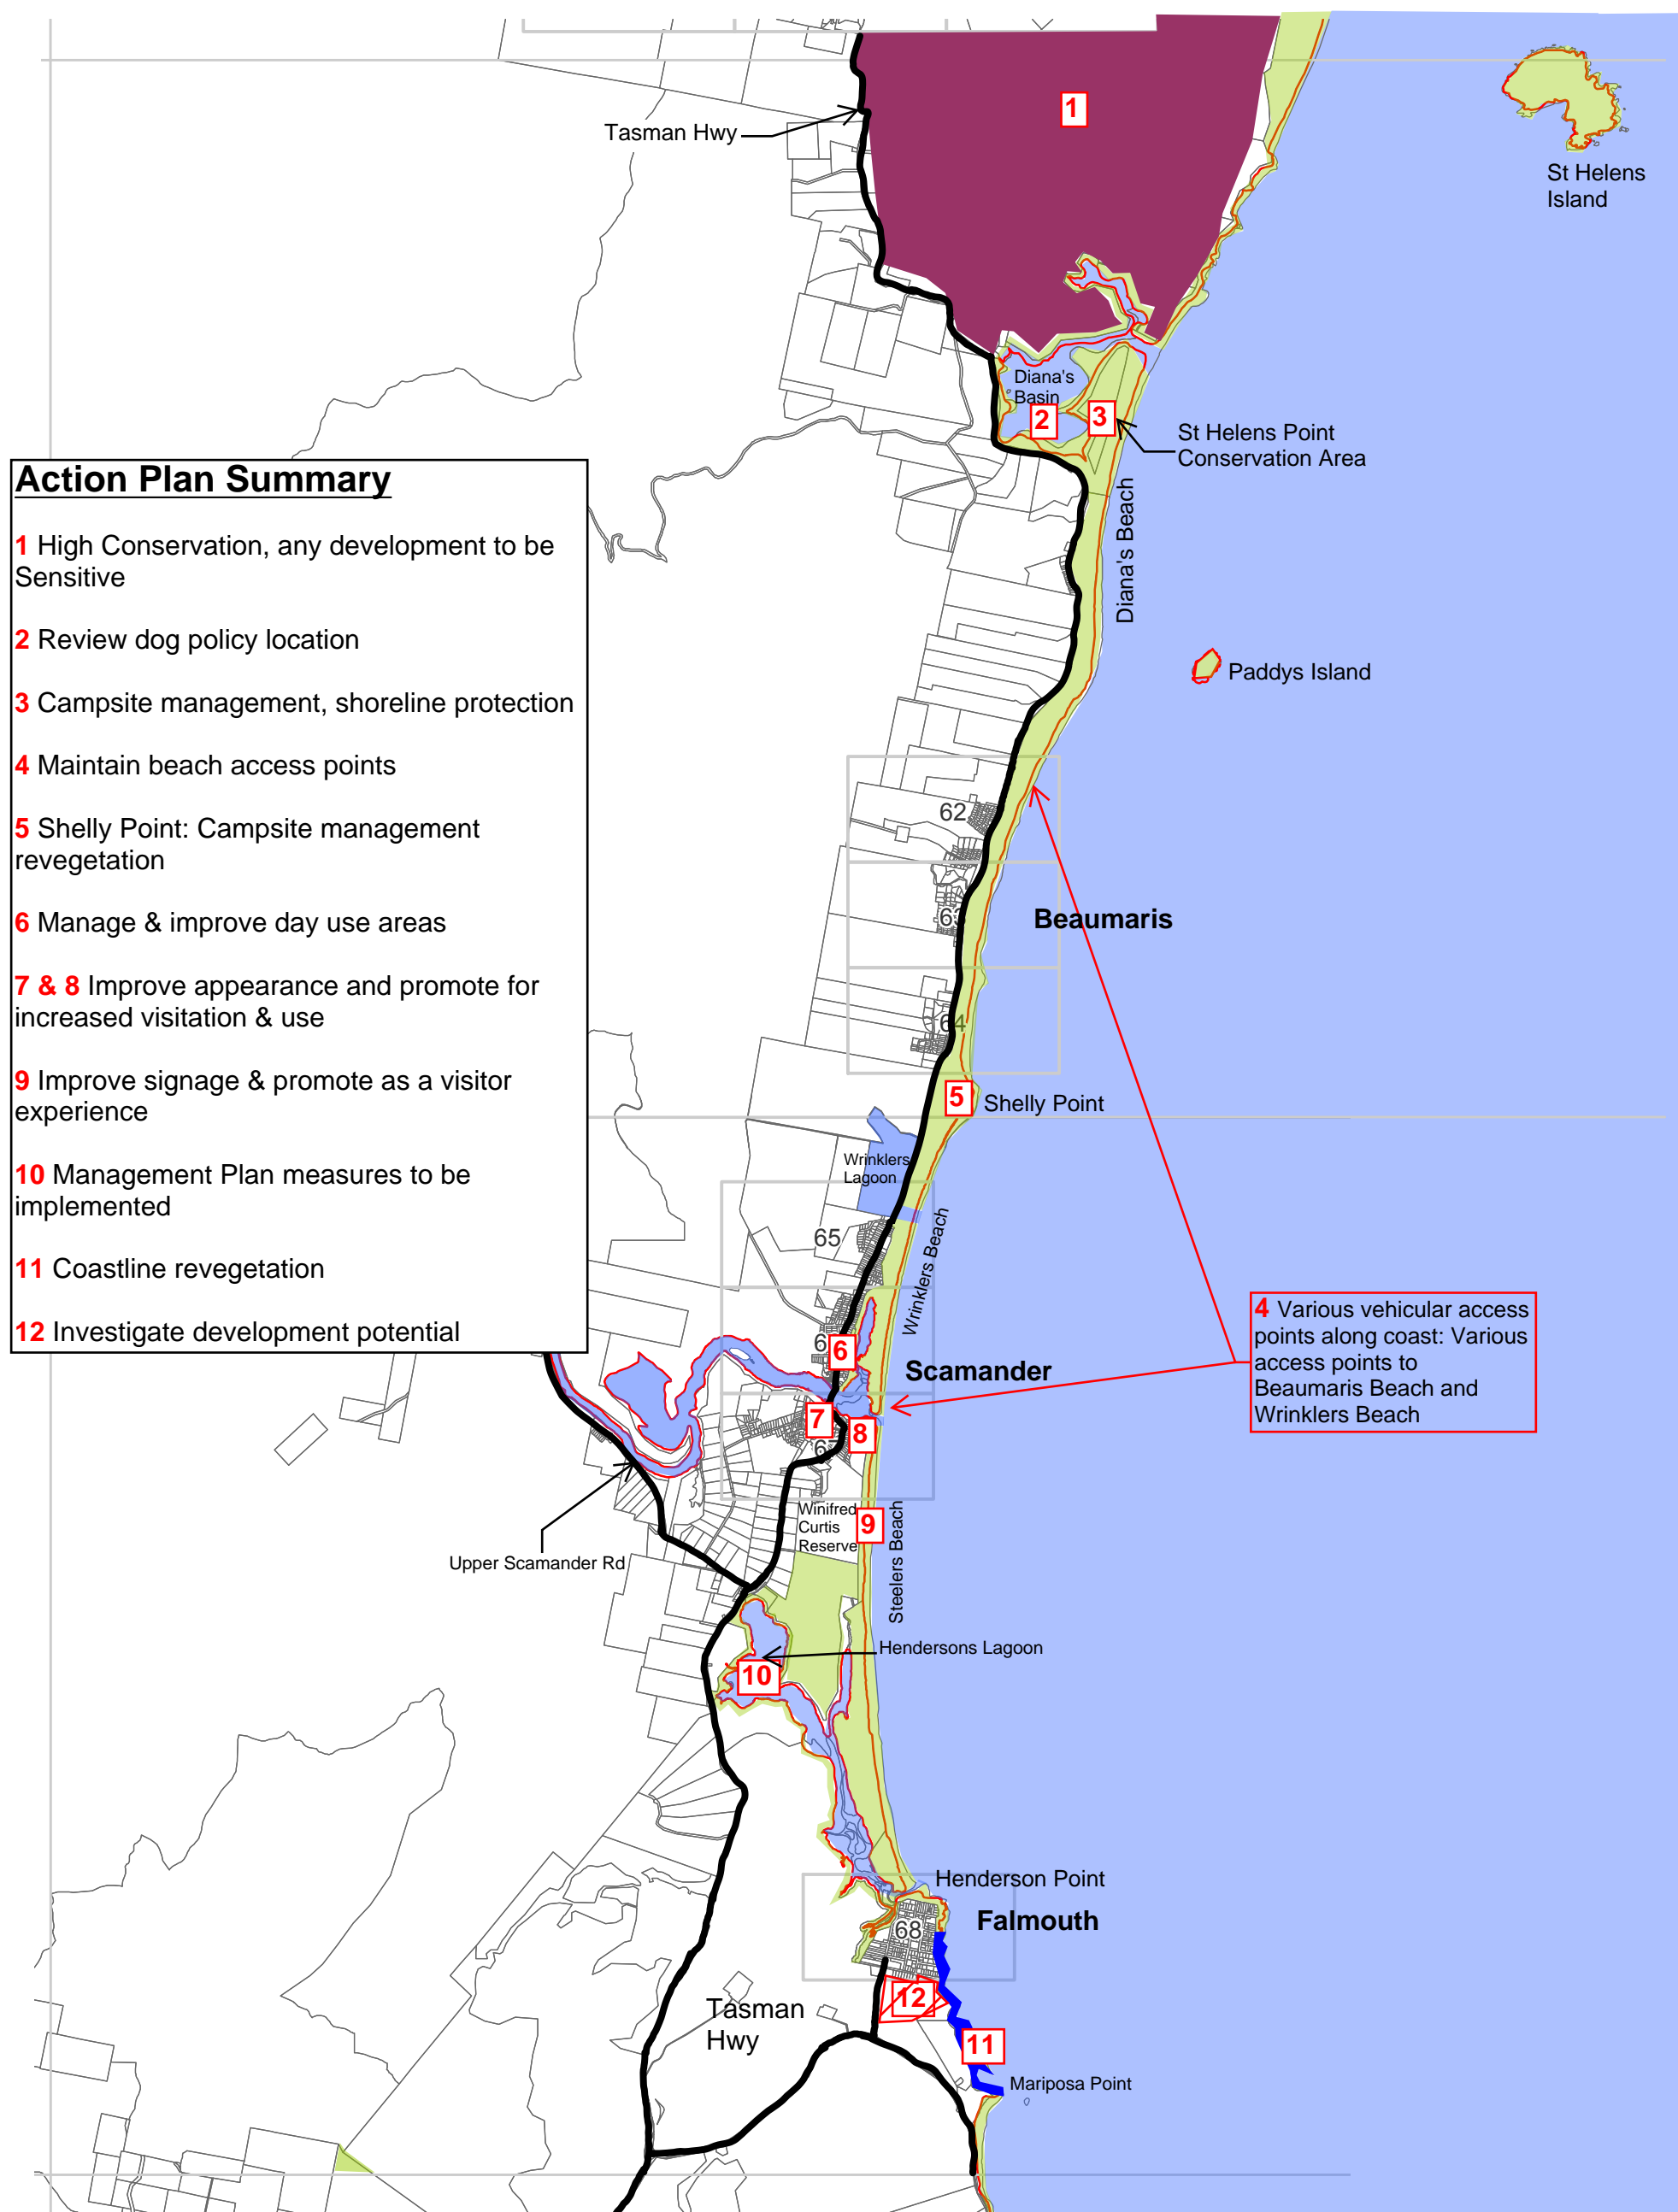 1
Tasman Hwy
St Helens
Island
Diana's
Basin
2
3
St Helens Point
Conservation Area
Action Plan Summary
1 High Conservation, any development to be
Sensitive
2 Review dog policy location
3 Campsite management, shoreline protection
4 Maintain beach access points
5 Shelly Point: Campsite management
revegetation
6 Manage & improve day use areas
7 & 8 Improve appearance and promote for
increased visitation & use
9 Improve signage & promote as a visitor
experience
10 Management Plan measures to be
implemented
11 Coastline revegetation
12 Investigate development potential
Diana's Beach
Paddys Island
62
63
Beaumaris
64
5
Shelly Point
Wrinklers
Lagoon
65
Wrinklers Beach
4 Various vehicular access
points along coast: Various
access points to
Beaumaris Beach and
Wrinklers Beach
6
Scamander
7
8
67
Winifred
Curtis
Reserve
9
Steelers Beach
Upper Scamander Rd
Hendersons Lagoon
10
Henderson Point
Falmouth
68
12
Tasman
Hwy
11
Mariposa Point